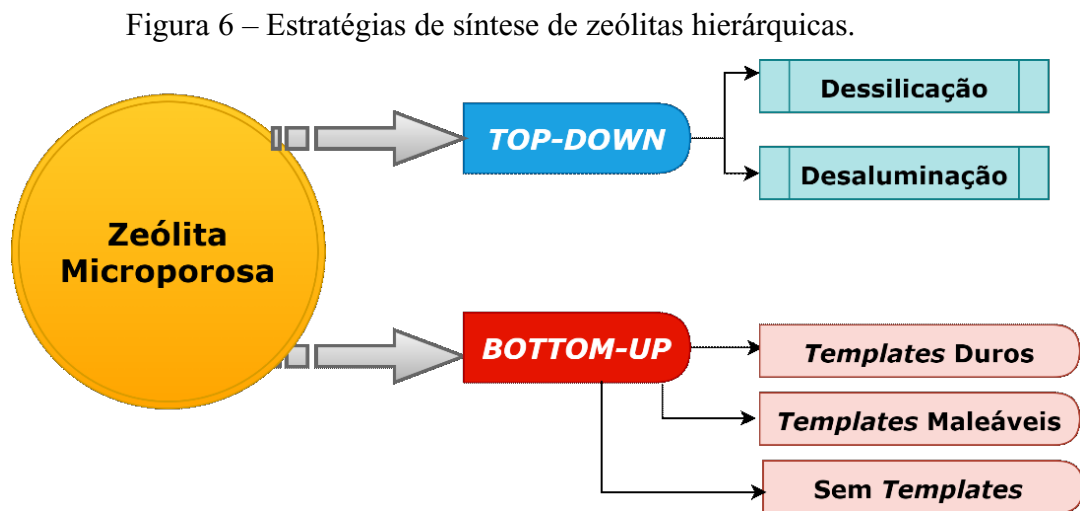 Figura 6 – Estratégias de síntese de zeólitas hierárquicas.
Zeólita
Microporosa
TOP-DOWN
Dessilicação
Desaluminação
BOTTOM-UP
Templates Duros
Templates Maleáveis
Sem Templates